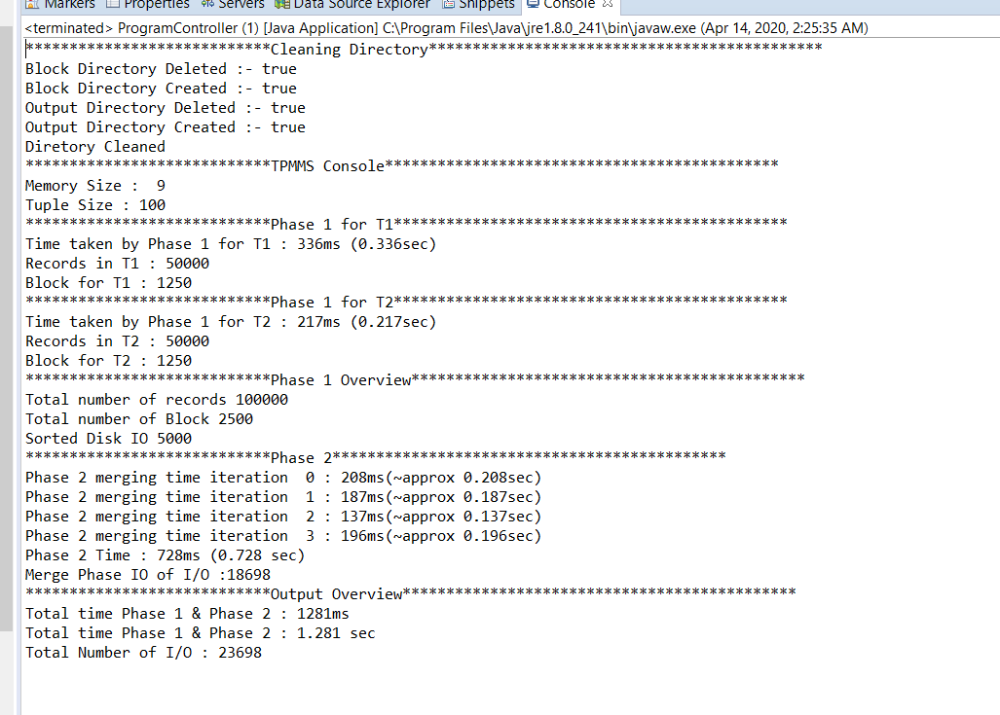 Markers Properties Servers Data Source Explorer Snippets Console
<terminated> ProgramController (1) [Java Application] C:\Program Files\Java\jre1.8.0_241\bin\javaw.exe (Apr 14, 2020, 2:25:35 AM)
****************************Cleaning Directory*********************************************
Block Directory Deleted :- true
Block Directory Created :- true
Output Directory Deleted :- true
Output Directory Created :- true
Diretory Cleaned
****************************TPMMS Console*********************************************
Memory Size :  9
Tuple Size : 100
****************************Phase 1 for T1*********************************************
Time taken by Phase 1 for T1 : 336ms (0.336sec)
Records in T1 : 50000
Block for T1 : 1250
****************************Phase 1 for T2*********************************************
Time taken by Phase 1 for T2 : 217ms (0.217sec)
Records in T2 : 50000
Block for T2 : 1250
****************************Phase 1 Overview*********************************************
Total number of records 100000
Total number of Block 2500
Sorted Disk IO 5000
****************************Phase 2*********************************************
Phase 2 merging time iteration  0 : 208ms(~approx 0.208sec)
Phase 2 merging time iteration  1 : 187ms(~approx 0.187sec)
Phase 2 merging time iteration  2 : 137ms(~approx 0.137sec)
Phase 2 merging time iteration  3 : 196ms(~approx 0.196sec)
Phase 2 Time : 728ms (0.728 sec)
Merge Phase IO of I/O :18698
****************************Output Overview*********************************************
Total time Phase 1 & Phase 2 : 1281ms
Total time Phase 1 & Phase 2 : 1.281 sec
Total Number of I/O : 23698